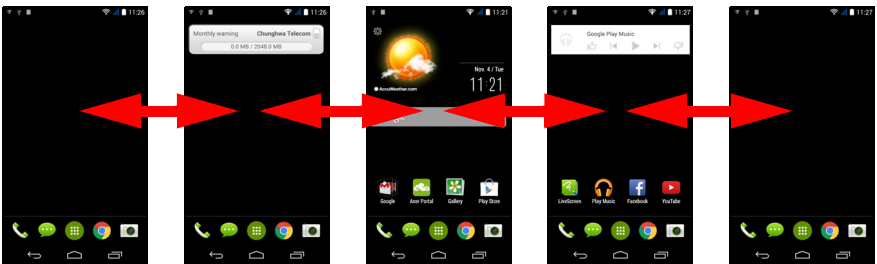 11:26
11:26
Monthly warning Chunghwa Telecom
0.0 MB / 2048.0 MB
11:21
Nov. 4 / Tue
11:21
AccuWeather.com
Google Acer Portal Gallery Play Store
11:27
Google Play Music
LiveScreen Play Music Facebook YouTube
11:27